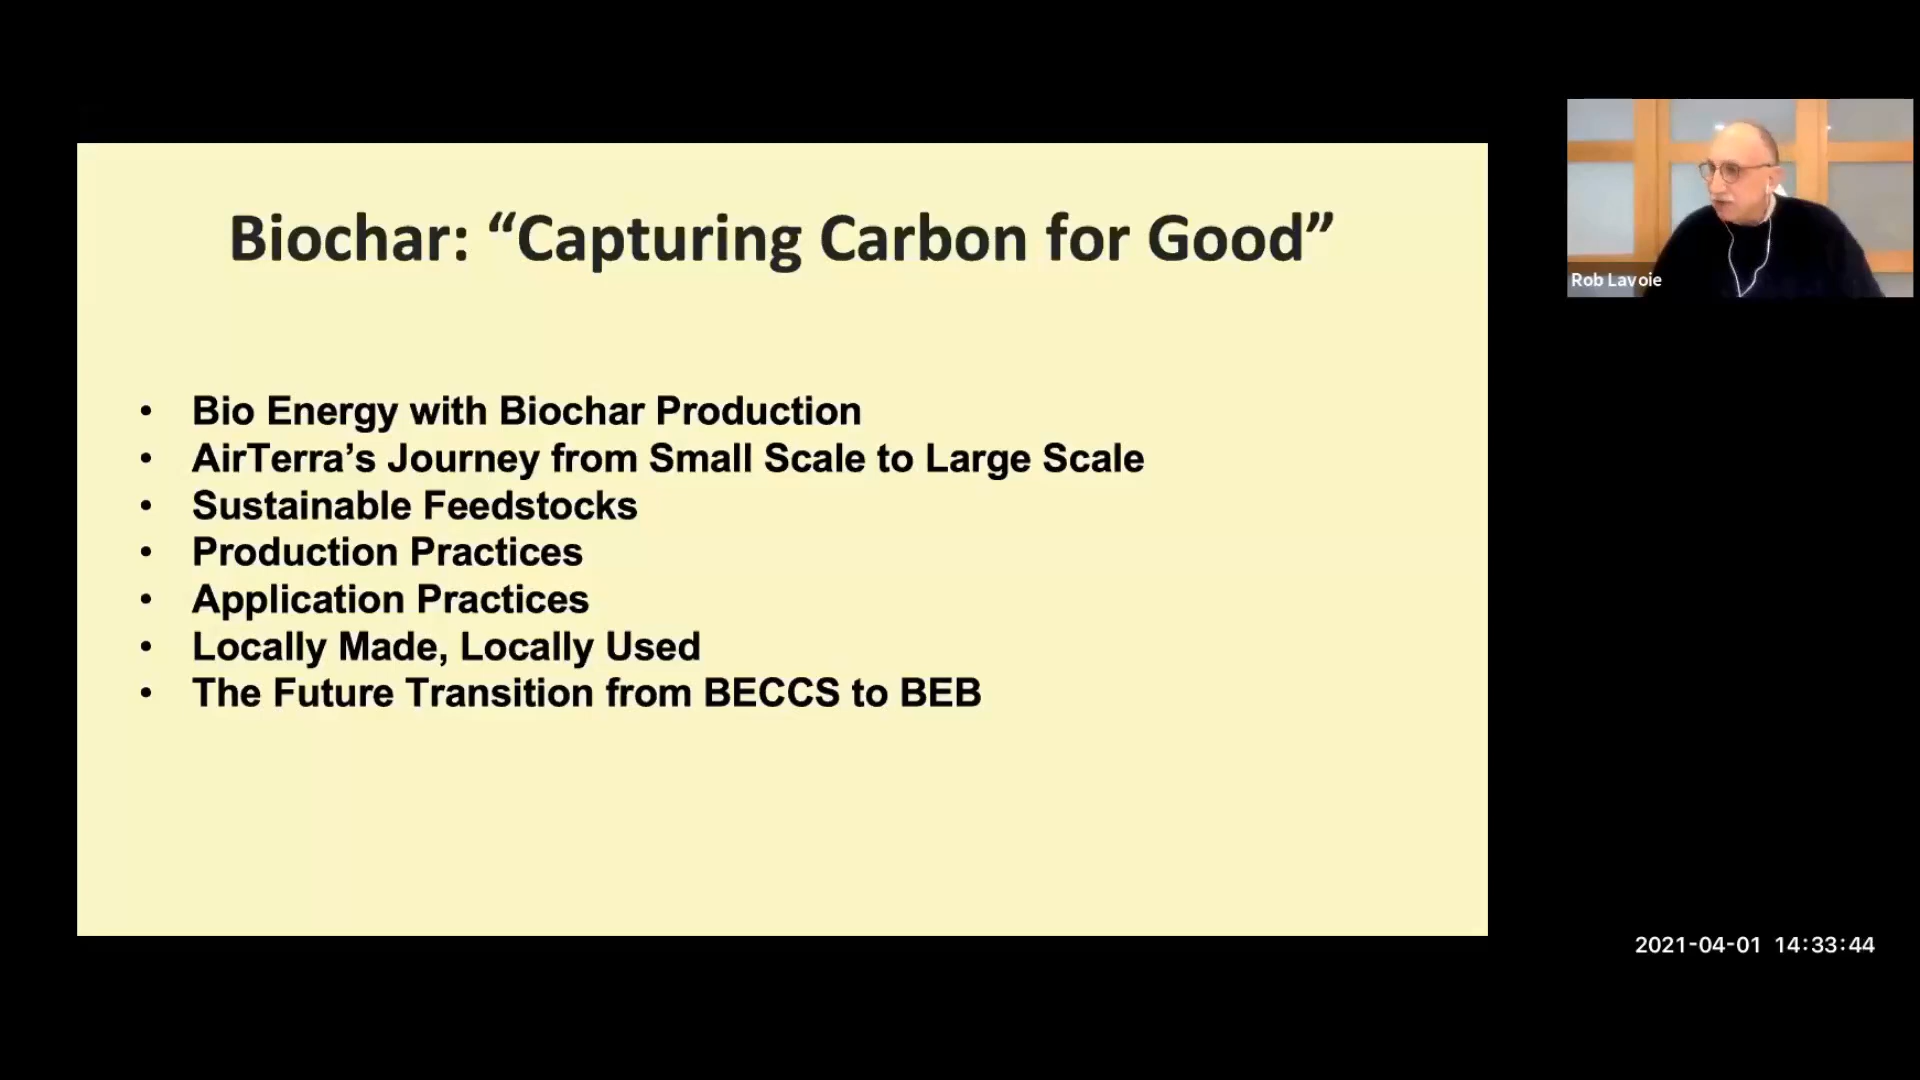 Biochar: “Capturing Carbon for Good”
• Bio Energy with Biochar Production
• AirTerra’s Journey from Small Scale to Large Scale
• Sustainable Feedstocks
• Production Practices
• Application Practices
• Locally Made, Locally Used
• The Future Transition from BECCS to BEB
Rob Lavoie
2021-04-01 14:33:44